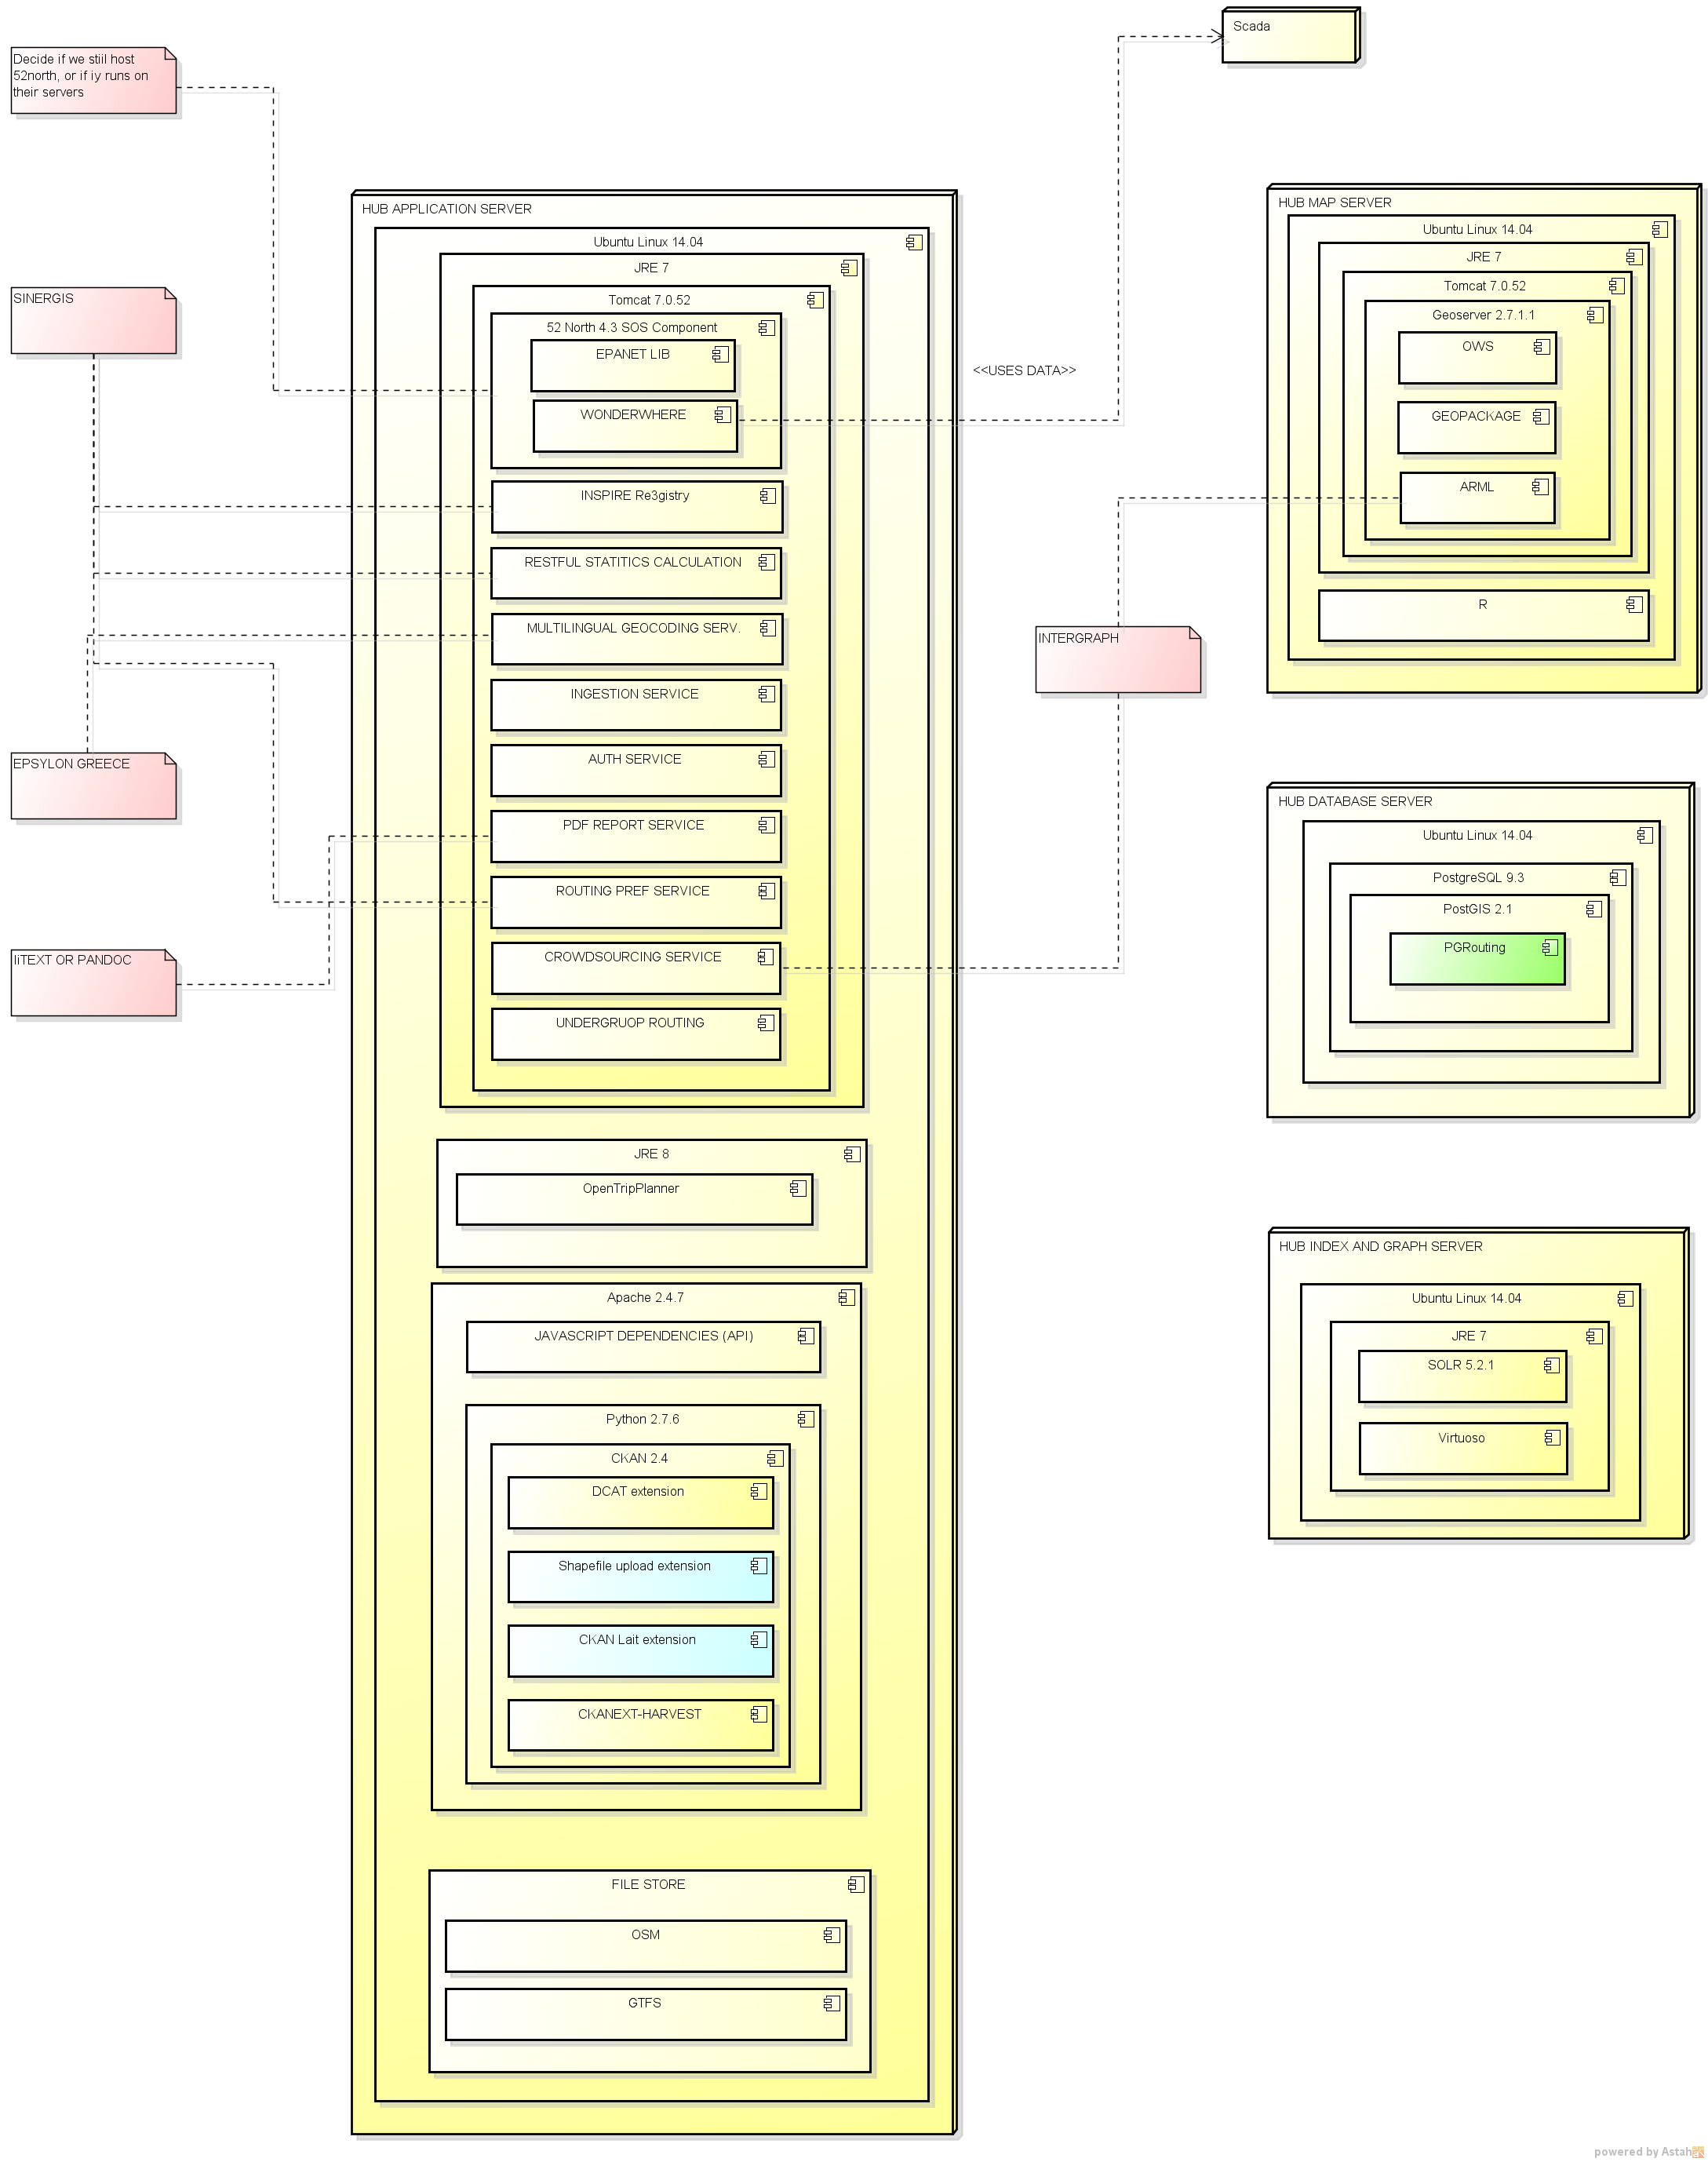 Scada
Decide if we stiil host
52north, or if iy runs on
their servers
SINERGIS
EPSYLON GREECE
IiTEXT OR PANDOC
HUB APPLICATION SERVER
Ubuntu Linux 14.04
JRE 7
Tomcat 7.0.52
52 North 4.3 SOS Component
EPANET LIB
WONDERWHERE
INSPIRE Re3gistry
RESTFUL STATITICS CALCULATION
MULTILINGUAL GEOCODING SERV.
INGESTION SERVICE
AUTH SERVICE
PDF REPORT SERVICE
ROUTING PREF SERVICE
CROWDSOURCING SERVICE
UNDERGRUOP ROUTING
JRE 8
OpenTripPlanner
Apache 2.4.7
JAVASCRIPT DEPENDENCIES (API)
Python 2.7.6
CKAN 2.4
DCAT extension
Shapefile upload extension
CKAN Lait extension
CKANEXT-HARVEST
FILE STORE
OSM
GTFS
<<USES DATA>>
INTERGRAPH
HUB MAP SERVER
Ubuntu Linux 14.04
JRE 7
Tomcat 7.0.52
Geoserver 2.7.1.1
OWS
GEOPACKAGE
ARML
R
HUB DATABASE SERVER
Ubuntu Linux 14.04
PostgreSQL 9.3
PostGIS 2.1
PGRouting
HUB INDEX AND GRAPH SERVER
Ubuntu Linux 14.04
JRE 7
SOLR 5.2.1
Virtuoso
powered by Astah